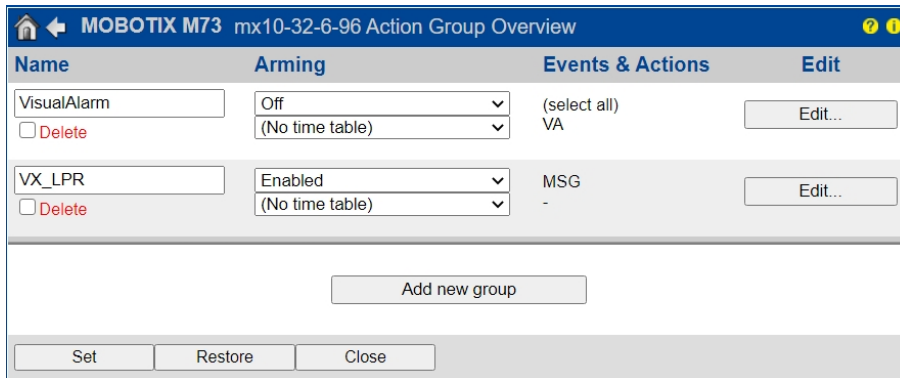 MOBOTIX M73 mx10-32-6-96 Action Group Overview ? i
Name Arming Events & Actions Edit
VisualAlarm Off (select all) Edit...
Delete (No time table) VA
VX_LPR Enabled MSG Edit...
Delete (No time table) -
Add new group
Set Restore Close